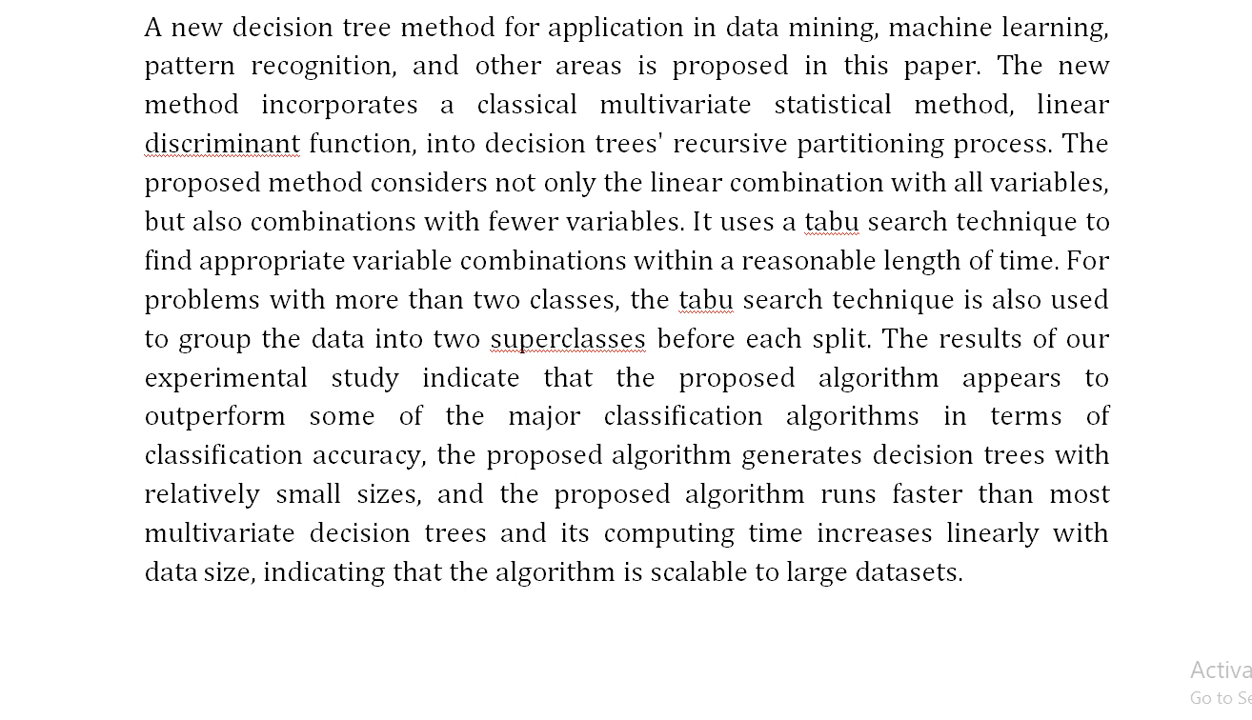 A new decision tree method for application in data mining, machine learning,
pattern recognition, and other areas is proposed in this paper. The new
method incorporates a classical multivariate statistical method, linear
discriminant function, into decision trees' recursive partitioning process. The
proposed method considers not only the linear combination with all variables,
but also combinations with fewer variables. It uses a tabu search technique to
find appropriate variable combinations within a reasonable length of time. For
problems with more than two classes, the tabu search technique is also used
to group the data into two superclasses before each split. The results of our
experimental study indicate that the proposed algorithm appears to
outperform some of the major classification algorithms in terms of
classification accuracy, the proposed algorithm generates decision trees with
relatively small sizes, and the proposed algorithm runs faster than most
multivariate decision trees and its computing time increases linearly with
data size, indicating that the algorithm is scalable to large datasets.
Activa
Go to Se